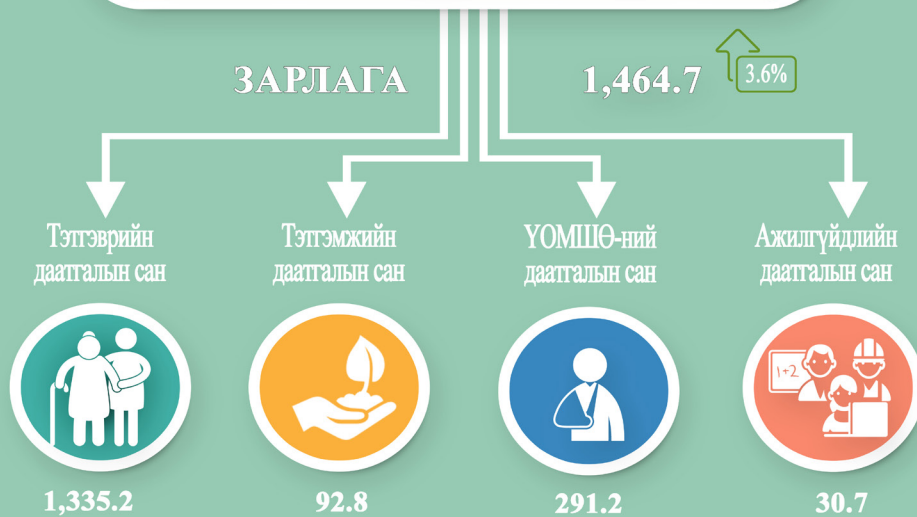 ЗАРЛАГА 1,464.7 3.6%
Тэтгэврийн даатгалын сан
Тэтгэмжийн даатгалын сан
ҮОМШӨ-ний даатгалын сан
Ажилгүйдлийн даатгалын сан
1+2
1,335.2 92.8 291.2 30.7